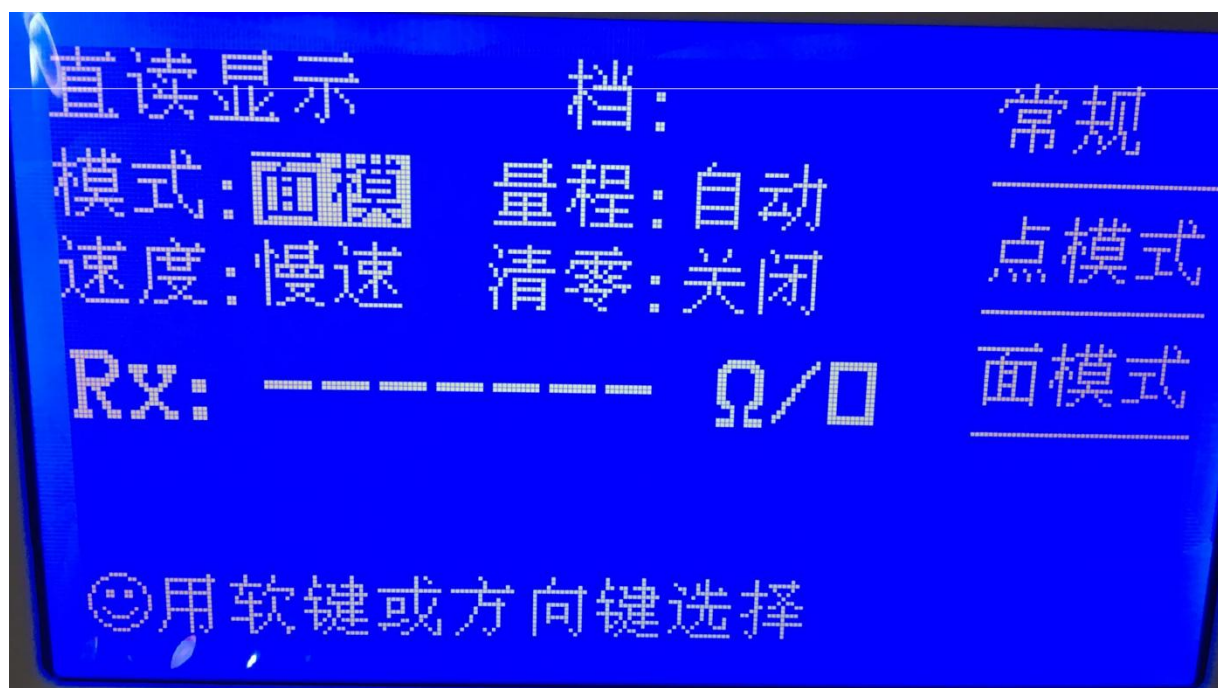 直读显示 档: 常规
模式:面模 量程:自动
速度:慢速 清零:关闭 点模式
Rx: ------- Ω/□ 面模式
☺用软键或方向键选择